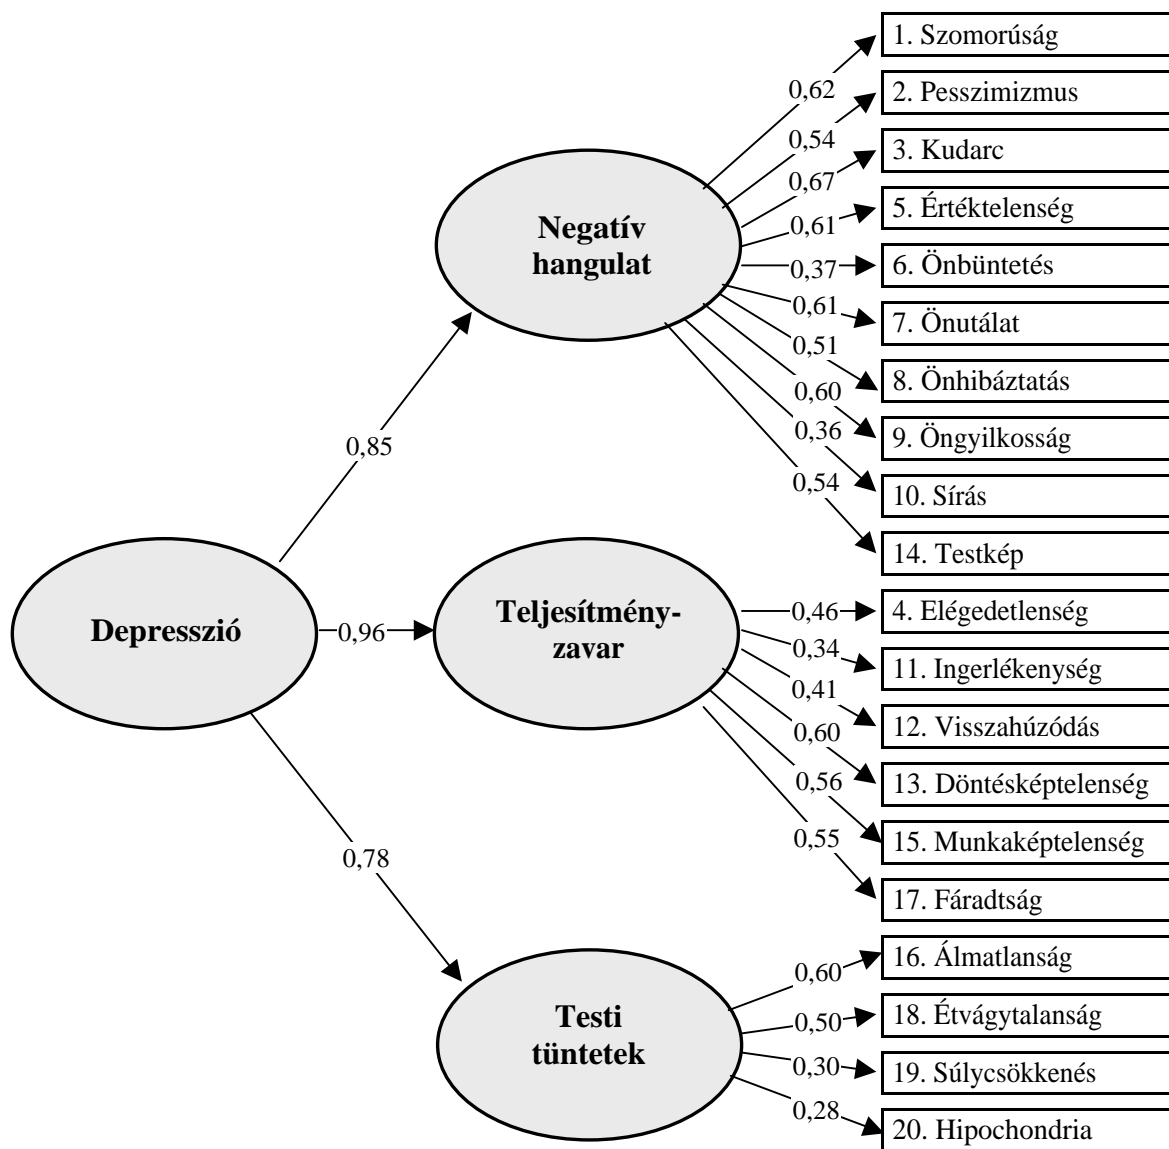 1. Szomorúság
0,62
2. Pesszimizmus
0,54
3. Kudarc
0,67
5. Értéktelenség
0,61
Negatív
hangulat
6. Önbüntetés
0,37
7. Önutálat
0,61
8. Önhibáztatás
0,51
9. Öngyilkosság
0,60
10. Sírás
0,36
14. Testkép
0,54
0,85
Depresszió
0,96
Teljesítmény-
zavar
4. Elégedetlenség
0,46
11. Ingerlékenység
0,34
12. Visszahúzódás
0,41
13. Döntésképtelenség
0,60
15. Munkaképtelenség
0,56
17. Fáradtság
0,55
0,78
Testi
tüntetek
16. Álmatlanság
0,60
18. Étvágytalanság
0,50
19. Súlycsökkenés
0,30
20. Hipochondria
0,28